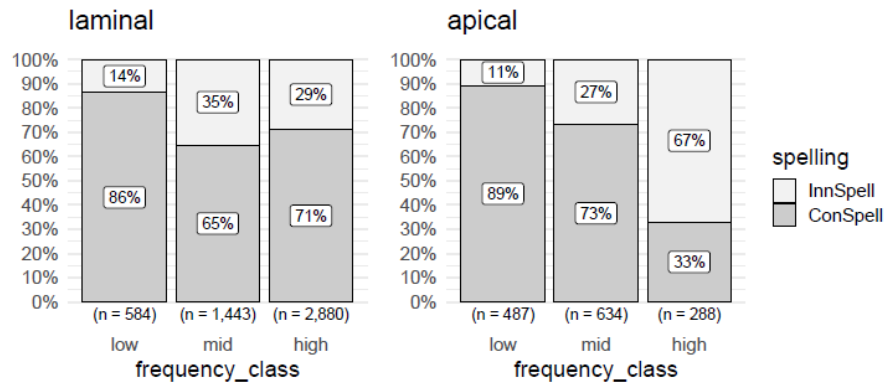 laminal
100%
90%
80%
70%
60%
50%
40%
30%
20%
10%
0%
14%
35%
29%
86%
65%
71%
(n = 584)
(n = 1,443)
(n = 2,880)
low
mid
high
frequency_class
apical
100%
90%
80%
70%
60%
50%
40%
30%
20%
10%
0%
11%
27%
67%
89%
73%
33%
(n = 487)
(n = 634)
(n = 288)
low
mid
high
frequency_class
spelling
InnSpell
ConSpell